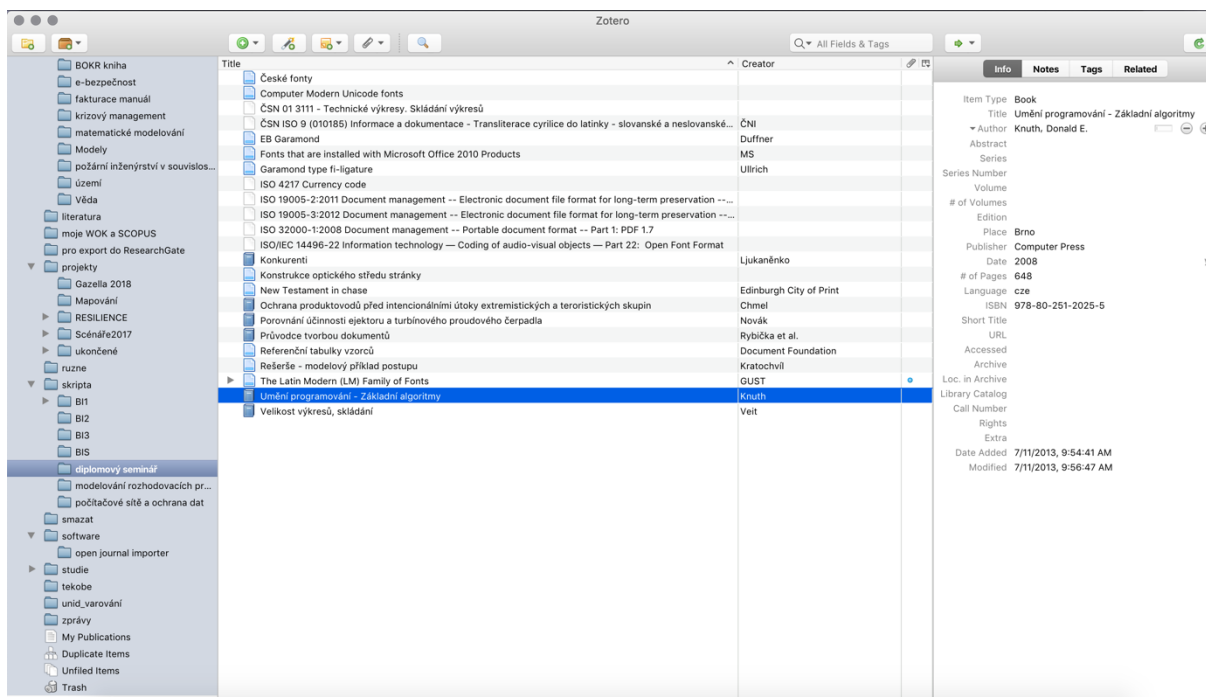 Zotero
All Fields & Tags
BOKR kniha
e-bezpečnost
fakturace manuál
krizový management
matematické modelování
Modely
požární inženýrství v souvislos...
území
Věda
literatura
moje WOK a SCOPUS
pro export do ResearchGate
projekty
Gazella 2018
Mapování
RESILIENCE
Scénáře2017
ukončené
ruzne
skripta
BI1
BI2
BI3
BIS
diplomový seminář
modelování rozhodovacích pr...
počítačové sítě a ochrana dat
smazat
software
open journal importer
studie
tekobe
unid_varování
zprávy
My Publications
Duplicate Items
Unfiled Items
Trash
Title Creator
České fonty
Computer Modern Unicode fonts
ČSN 01 3111 - Technické výkresy. Skládání výkresů
ČSN ISO 9 (010185) Informace a dokumentace - Transliterace cyrilice do latinky - slovanské a neslovanské... ČNI
EB Garamond Duffner
Fonts that are installed with Microsoft Office 2010 Products MS
Garamond type fi-ligature Ullrich
ISO 4217 Currency code
ISO 19005-2:2011 Document management -- Electronic document file format for long-term preservation --...
ISO 19005-3:2012 Document management -- Electronic document file format for long-term preservation --...
ISO 32000-1:2008 Document management -- Portable document format -- Part 1: PDF 1.7
ISO/IEC 14496-22 Information technology — Coding of audio-visual objects — Part 22: Open Font Format
Konkurenti Ljukaněnko
Konstrukce optického středu stránky
New Testament in chase Edinburgh City of Print
Ochrana produktovodů před intencionálními útoky extremistických a teroristických skupin Chmel
Porovnání účinnosti ejektoru a turbínového proudového čerpadla Novák
Průvodce tvorbou dokumentů Rybička et al.
Referenční tabulky vzorců Document Foundation
Rešerše - modelový příklad postupu Kratochvíl
The Latin Modern (LM) Family of Fonts GUST
Umění programování - Základní algoritmy Knuth
Velikost výkresů, skládání Veit
Info Notes Tags Related
Item Type Book
Title Umění programování - Základní algoritmy
Author Knuth, Donald E.
Abstract
Series
Series Number
Volume
# of Volumes
Edition
Place Brno
Publisher Computer Press
Date 2008
# of Pages 648
Language cze
ISBN 978-80-251-2025-5
Short Title
URL
Accessed
Archive
Loc. in Archive
Library Catalog
Call Number
Rights
Extra
Date Added 7/11/2013, 9:54:41 AM
Modified 7/11/2013, 9:56:47 AM